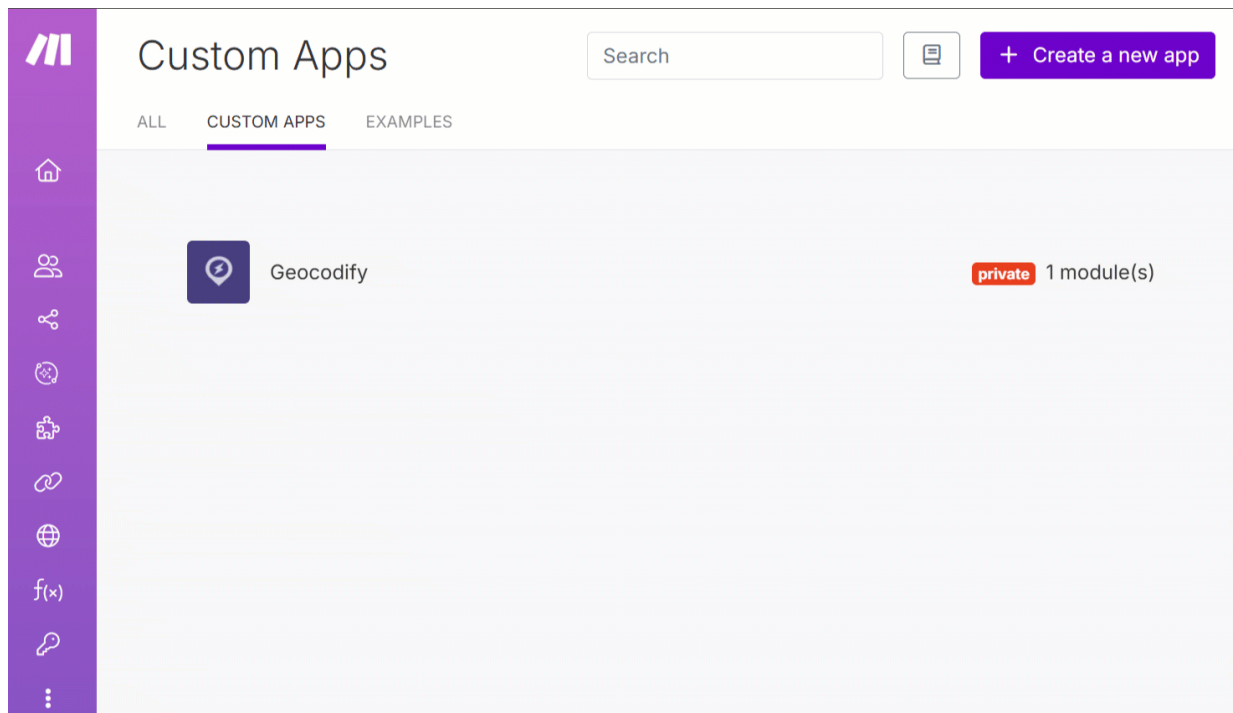 Custom Apps
Search
+ Create a new app
ALL
CUSTOM APPS
EXAMPLES
Geocodify
private
1 module(s)
f(x)